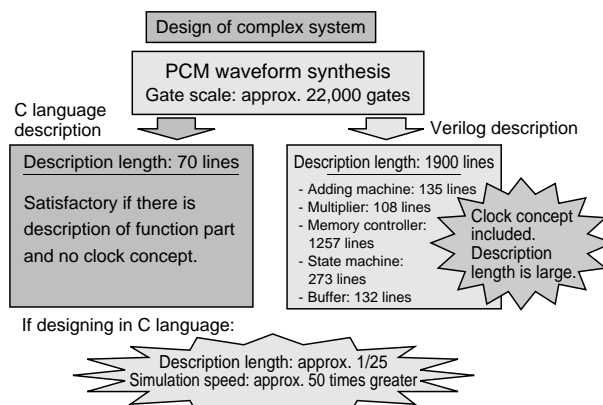 Design of complex system
PCM waveform synthesis
Gate scale: approx. 22,000 gates
C language
description
Verilog description
Description length: 70 lines
Satisfactory if there is
description of function part
and no clock concept.
Description length: 1900 lines
- Adding machine: 135 lines
- Multiplier: 108 lines
- Memory controller:
1257 lines
- State machine:
273 lines
- Buffer: 132 lines
Clock concept
included.
Description
length is large.
If designing in C language:
Description length: approx. 1/25
Simulation speed: approx. 50 times greater